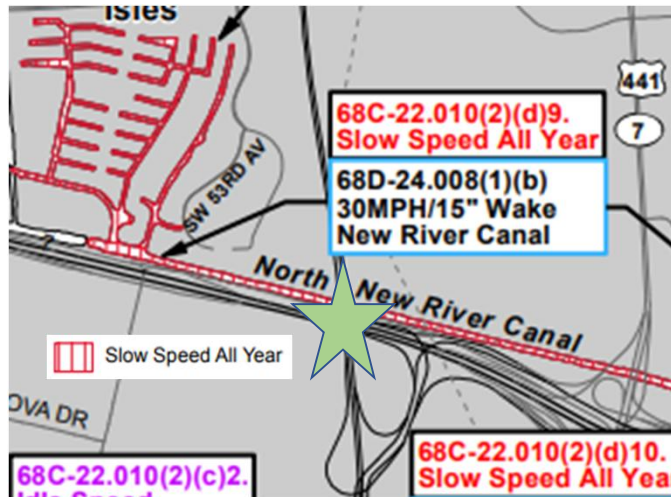 Isles
441
7
68C-22.010(2)(d)9.
Slow Speed All Year
68D-24.008(1)(b)
30MPH/15" Wake
New River Canal
SW 53RD AV
North New River Canal
Slow Speed All Year
OVA DR
68C-22.010(2)(d)10.
Slow Speed All Yea
68C-22.010(2)(c)2.
Idle Speed